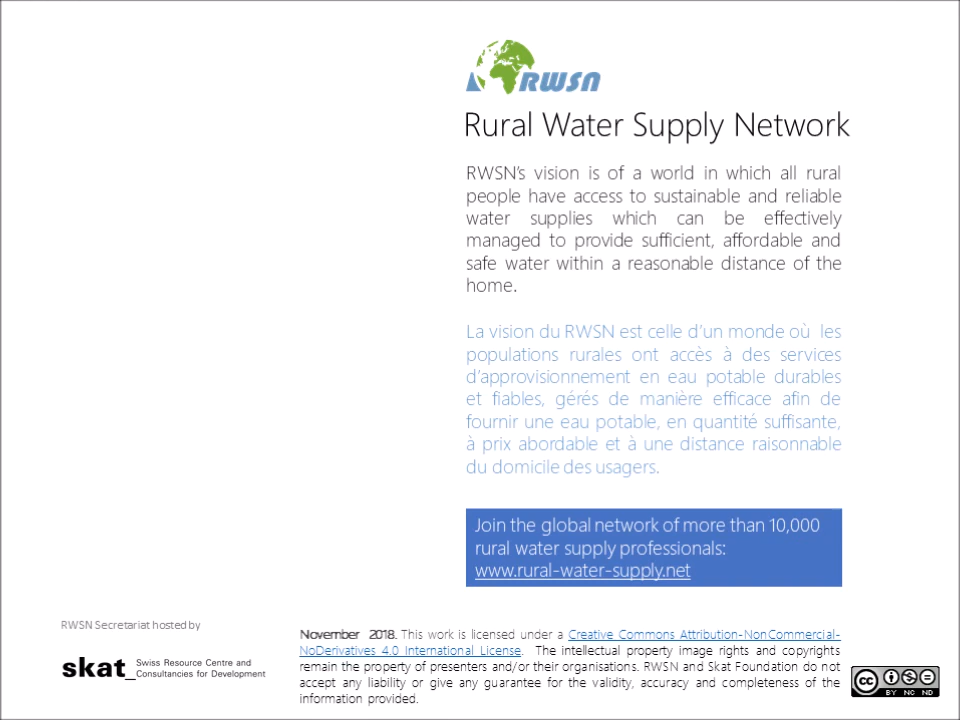 RWSN
Rural Water Supply Network
RWSN's vision is of a world in which all rural
people have access to sustainable and reliable
water supplies which can be effectively
managed to provide sufficient, affordable and
safe water within a reasonable distance of the
home.
La vision du RWSN est celle d'un monde où les
populations rurales ont accès à des services
d'approvisionnement en eau potable durables
et fiables, gérés de manière efficace afin de
fournir une eau potable, en quantité suffisante,
à prix abordable et à une distance raisonnable
du domicile des usagers.
Join the global network of more than 10,000
rural water supply professionals:
www.rural-water-supply.net
RWSN Secretariat hosted by
skat_ Swiss Resource Centre and
Consultancies for Development
November 2018. This work is licensed under a Creative Commons Attribution-NonCommercial-
NoDerivatives 4.0 International License. The intellectual property image rights and copyrights
remain the property of presenters and/or their organisations. RWSN and Skat Foundation do not
accept any liability or give any guarantee for the validity, accuracy and completeness of the
information provided.
cc
BY NC ND